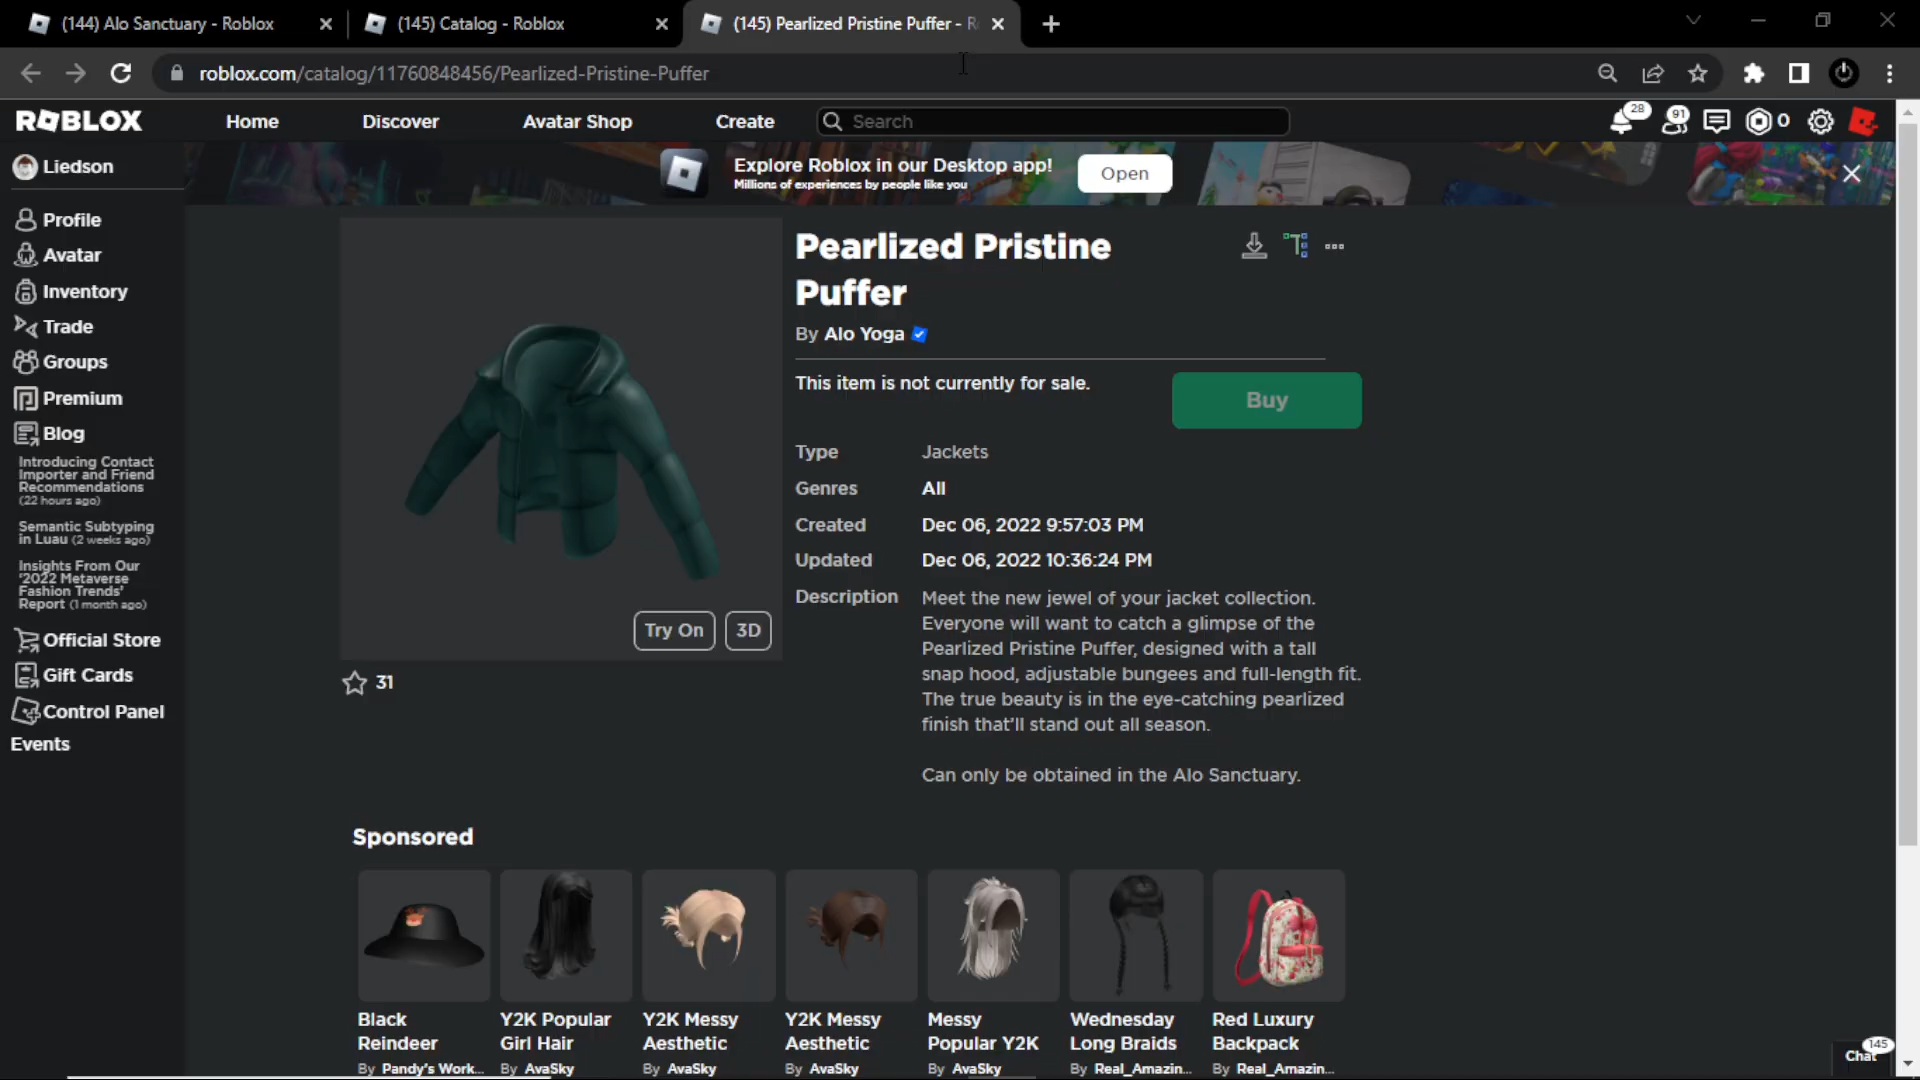 (144) Alo Sanctuary - Roblox
(145) Catalog - Roblox
(145) Pearlized Pristine Puffer - R
roblox.com/catalog/11760848456/Pearlized-Pristine-Puffer
ROBLOX
Home
Discover
Avatar Shop
Create
Search
28
91
0
Liedson
Explore Roblox in our Desktop app!
Millions of experiences by people like you
Open
Profile
Avatar
Inventory
Trade
Groups
Premium
Blog
Introducing Contact
Importer and Friend
Recommendations
(22 hours ago)
Semantic Subtyping
in Luau (2 weeks ago)
Insights From Our
'2022 Metaverse
Fashion Trends'
Report (1 month ago)
Official Store
Gift Cards
Control Panel
Events
Try On
3D
31
Pearlized Pristine
Puffer
By Alo Yoga
This item is not currently for sale.
Buy
Type Jackets
Genres All
Created Dec 06, 2022 9:57:03 PM
Updated Dec 06, 2022 10:36:24 PM
Description Meet the new jewel of your jacket collection.
Everyone will want to catch a glimpse of the
Pearlized Pristine Puffer, designed with a tall
snap hood, adjustable bungees and full-length fit.
The true beauty is in the eye-catching pearlized
finish that'll stand out all season.
Can only be obtained in the Alo Sanctuary.
Sponsored
Black
Reindeer
By Pandy's Work...
Y2K Popular
Girl Hair
By AvaSky
Y2K Messy
Aesthetic
By AvaSky
Y2K Messy
Aesthetic
By AvaSky
Messy
Popular Y2K
By AvaSky
Wednesday
Long Braids
By Real_Amazin...
Red Luxury
Backpack
By Real_Amazin...
Chat
145